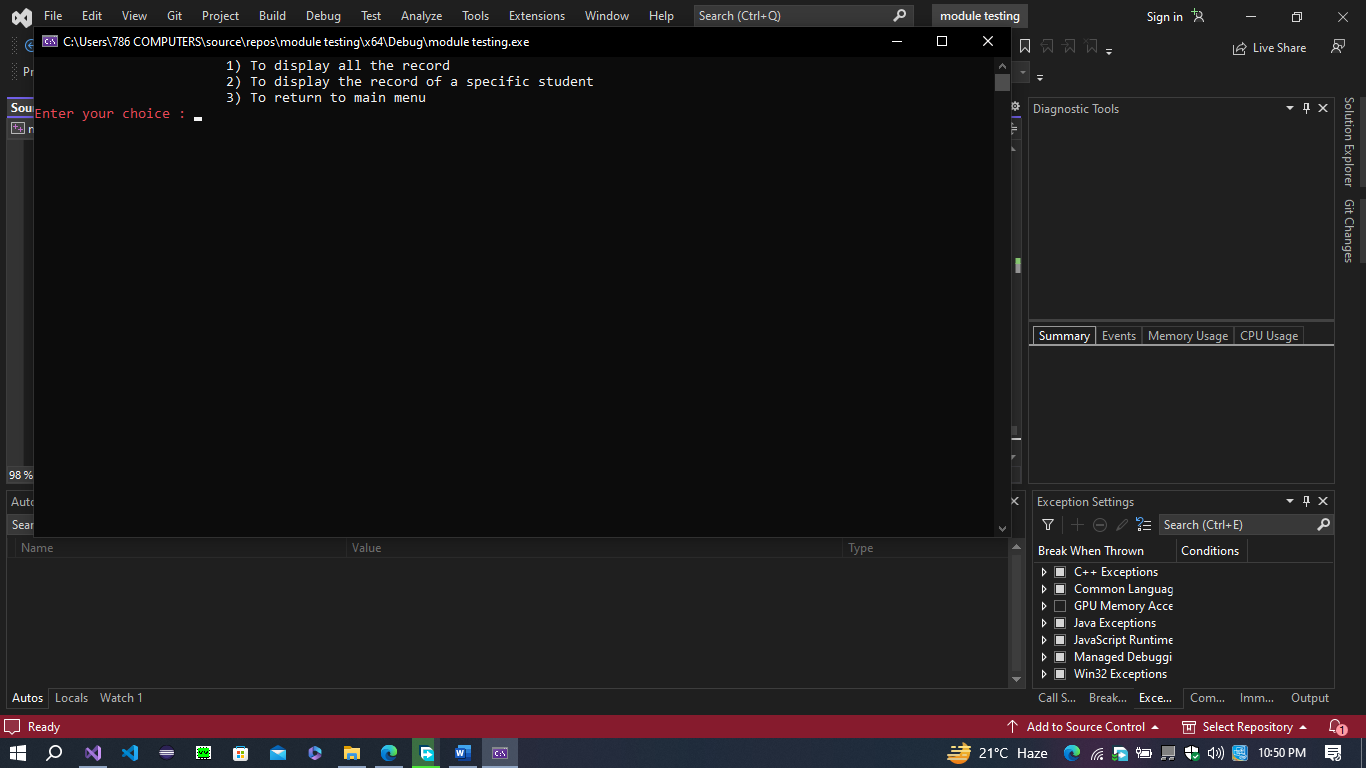 File Edit View Git Project Build Debug Test Analyze Tools Extensions Window Help Search (Ctrl+Q) module testing Sign in
C:\Users\786 COMPUTERS\source\repos\module testing\x64\Debug\module testing.exe
Live Share
1) To display all the record
2) To display the record of a specific student
3) To return to main menu
Enter your choice :
Pr
Sou
n
98 %
Diagnostic Tools
Summary Events Memory Usage CPU Usage
Solution Explorer
Git Changes
Auto
Sear
Name Value Type
Autos Locals Watch 1
Exception Settings
Search (Ctrl+E)
Break When Thrown Conditions
C++ Exceptions
Common Languag
GPU Memory Acce
Java Exceptions
JavaScript Runtime
Managed Debuggi
Win32 Exceptions
Call S... Break... Exce... Com... Imm... Output
Ready Add to Source Control Select Repository 1
21°C Haze 10:50 PM